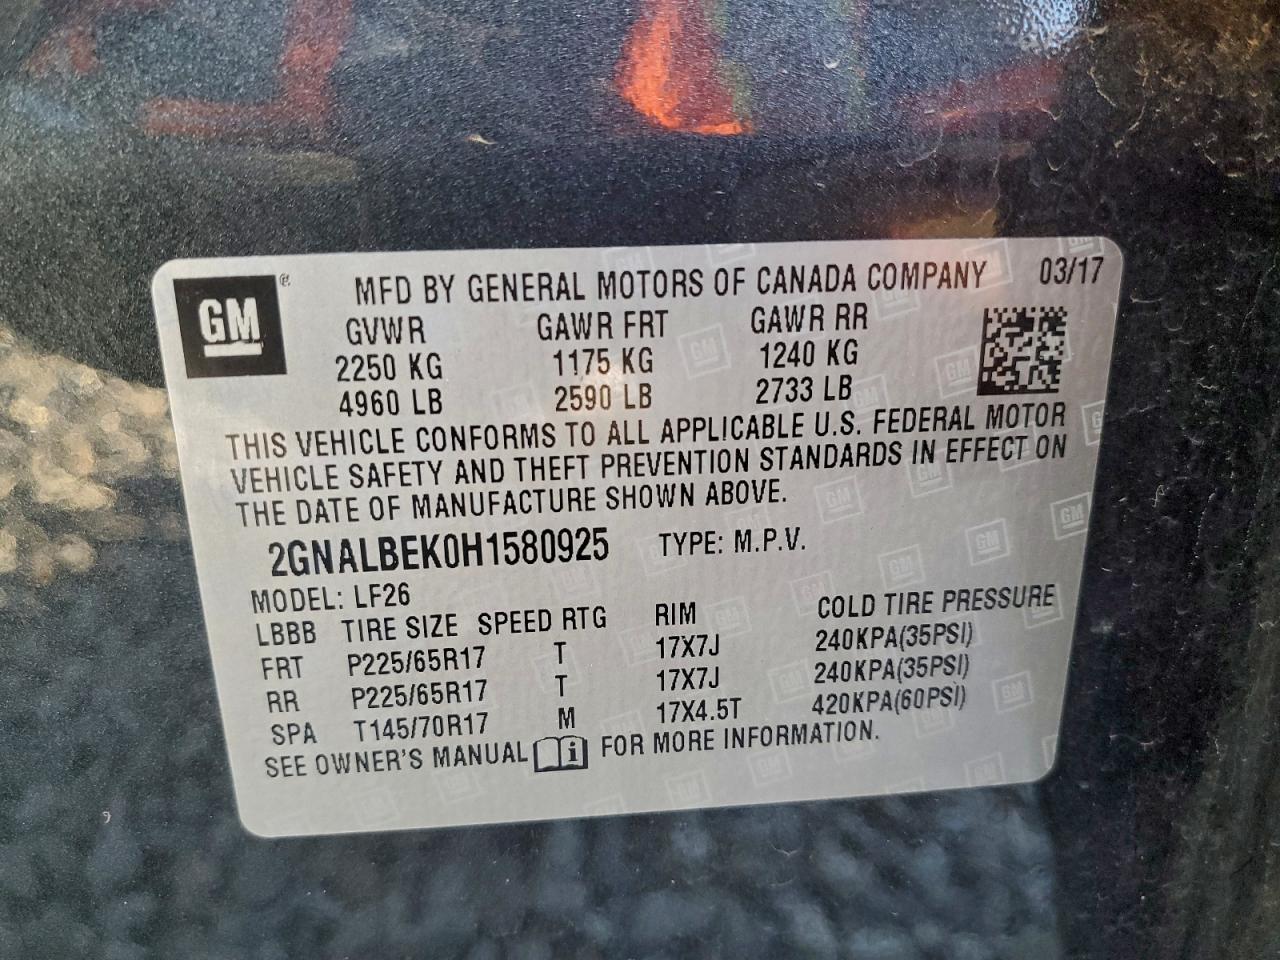 GM ® MFD BY GENERAL MOTORS OF CANADA COMPANY 03/17
GVWR GAWR FRT GAWR RR
2250 KG 1175 KG 1240 KG
4960 LB 2590 LB 2733 LB
THIS VEHICLE CONFORMS TO ALL APPLICABLE U.S. FEDERAL MOTOR
VEHICLE SAFETY AND THEFT PREVENTION STANDARDS IN EFFECT ON
THE DATE OF MANUFACTURE SHOWN ABOVE.
2GNALBEK0H1580925 TYPE: M.P.V.
MODEL: LF26
LBBB TIRE SIZE SPEED RTG RIM COLD TIRE PRESSURE
FRT P225/65R17 T 17X7J 240KPA(35PSI)
RR P225/65R17 T 17X7J 240KPA(35PSI)
SPA T145/70R17 M 17X4.5T 420KPA(60PSI)
SEE OWNER'S MANUAL i FOR MORE INFORMATION.